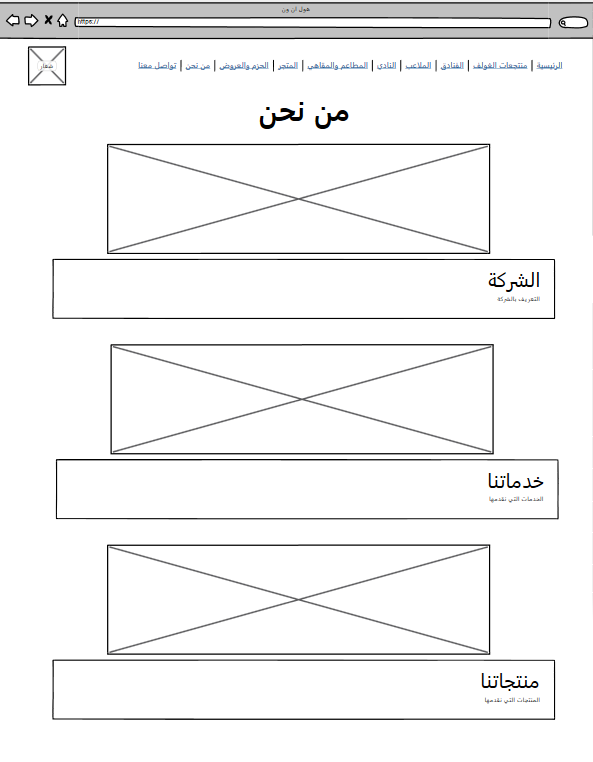 هول ان ون
https://
شعار
الرئيسية | منتجعات الغولف | الفنادق | الملاعب | النادي | المطاعم والمقاهي | المتجر | الحزم والعروض | من نحن | تواصل معنا
من نحن
الشركة
التعريف بالشركة
خدماتنا
الخدمات التي نقدمها
منتجاتنا
المنتجات التي نقدمها